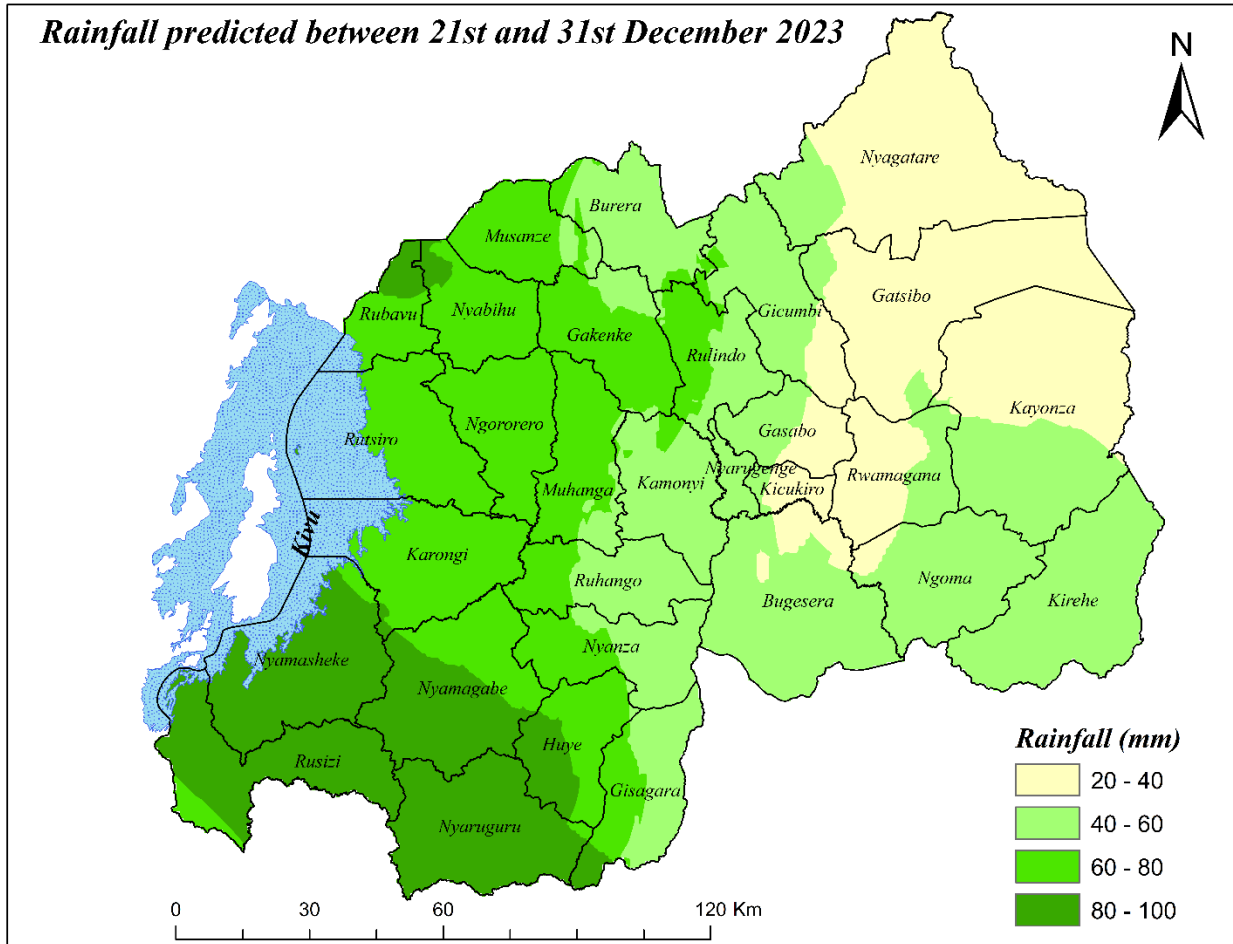 Rainfall predicted between 21st and 31st December 2023
N
Nyagatare
Burera
Musanze
Gatsibo
Gicumbi
Rubavu
Nyabihu
Gakenke
Rulindo
Kayonza
Rutsiro
Ngororero
Gasabo
Muhanga
Kamonyi
Nyarugenge
Rwamagana
Kicukiro
Kivu
Karongi
Ruhango
Bugesera
Ngoma
Kirehe
Nyamasheke
Nyanza
Nyamagabe
Huye
Rusizi
Gisagara
Nyaruguru
Rainfall (mm)
20 - 40
40 - 60
60 - 80
80 - 100
0 30 60 120 Km